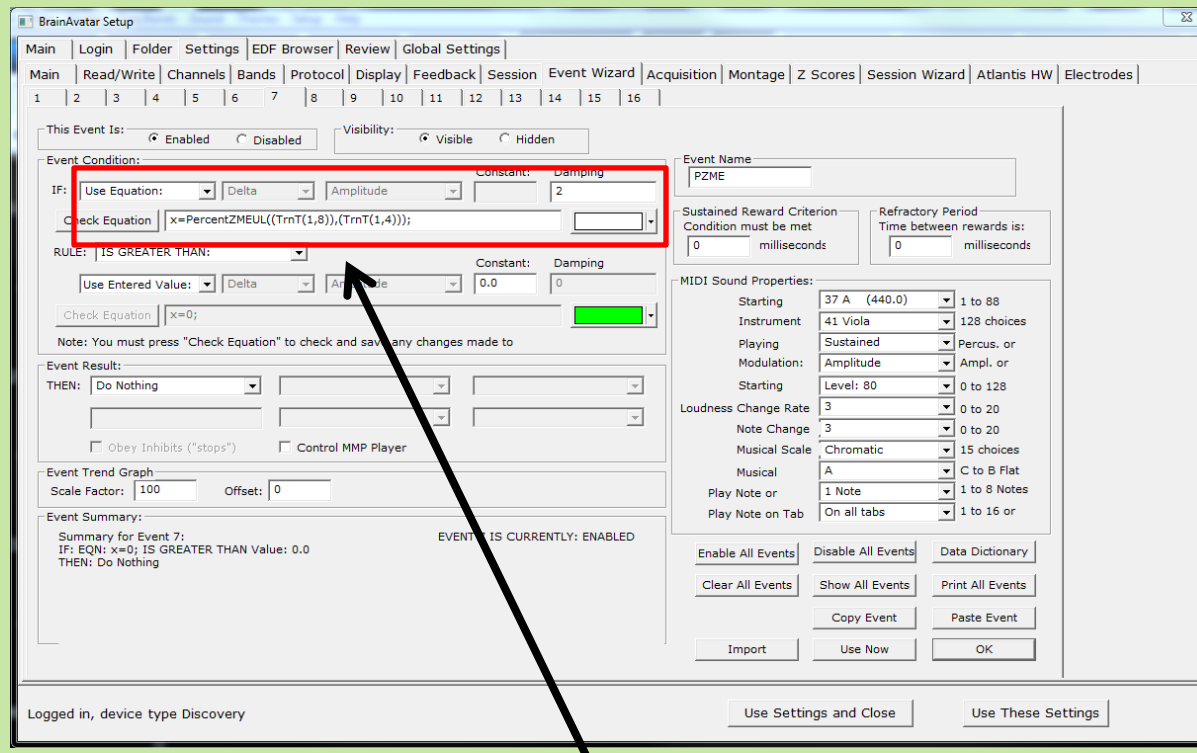 BrainAvatar Setup
Main Login Folder Settings EDF Browser Review Global Settings
Main Read/Write Channels Bands Protocol Display Feedback Session Event Wizard Acquisition Montage Z Scores Session Wizard Atlantis HW Electrodes
1 2 3 4 5 6 7 8 9 10 11 12 13 14 15 16
This Event Is: Enabled Disabled Visibility: Visible Hidden
Event Condition:
Constant: Damping
IF: Use Equation: Delta Amplitude 2
Check Equation x=PercentZMEUL((TrnT(1,8)),(TrnT(1,4)));
RULE: IS GREATER THAN:
Constant: Damping
Use Entered Value: Delta Amplitude 0.0 0
Check Equation x=0;
Note: You must press "Check Equation" to check and save any changes made to
Event Result:
THEN: Do Nothing
Obey Inhibits ("stops") Control MMP Player
Event Trend Graph
Scale Factor: 100 Offset: 0
Event Summary:
Summary for Event 7: EVENT 7 IS CURRENTLY: ENABLED
IF: EQN: x=0; IS GREATER THAN Value: 0.0
THEN: Do Nothing
Event Name
PZME
Sustained Reward Criterion
Condition must be met
0 milliseconds
Refractory Period
Time between rewards is:
0 milliseconds
MIDI Sound Properties:
Starting 37 A (440.0) 1 to 88
Instrument 41 Viola 128 choices
Playing Sustained Percus. or
Modulation: Amplitude Ampl. or
Starting Level: 80 0 to 128
Loudness Change Rate 3 0 to 20
Note Change 3 0 to 20
Musical Scale Chromatic 15 choices
Musical A C to B Flat
Play Note or 1 Note 1 to 8 Notes
Play Note on Tab On all tabs 1 to 16 or
Enable All Events Disable All Events Data Dictionary
Clear All Events Show All Events Print All Events
Copy Event Paste Event
Import Use Now OK
Logged in, device type Discovery Use Settings and Close Use These Settings